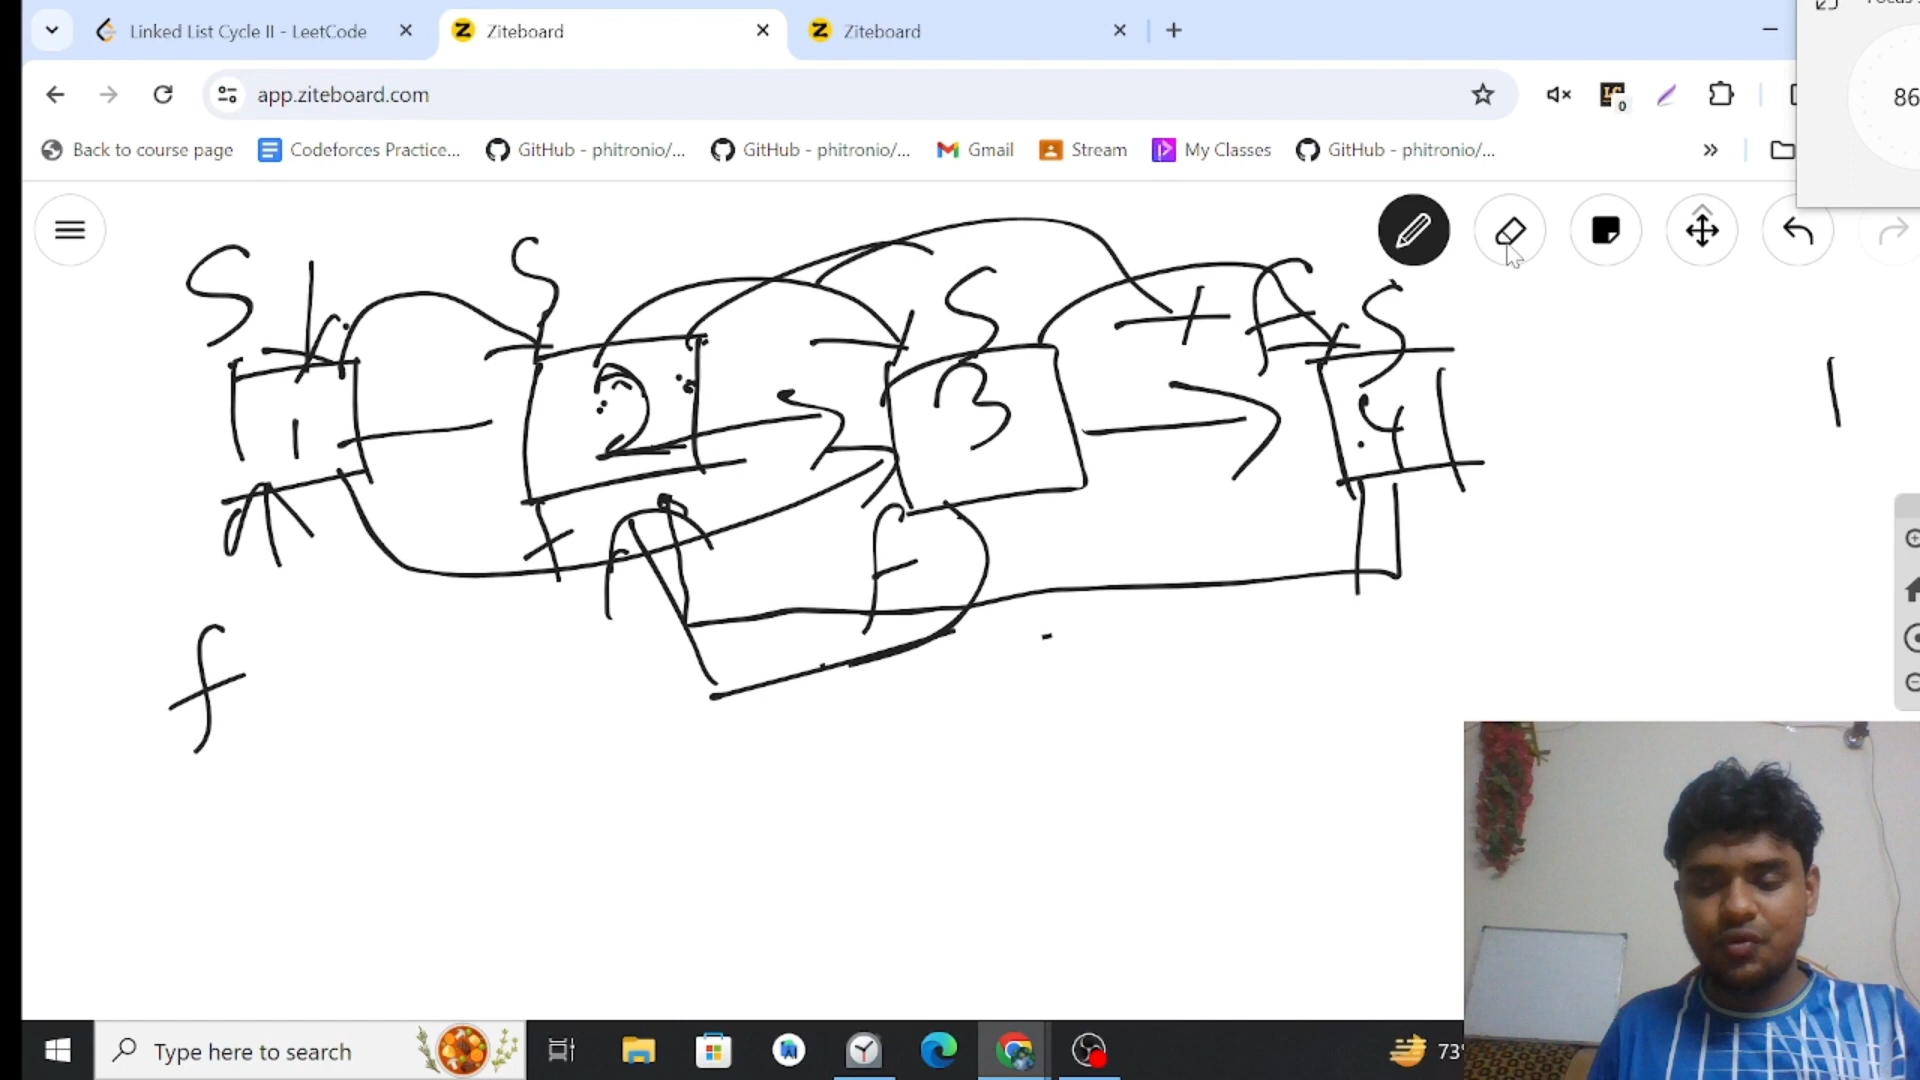 Linked List Cycle II - LeetCode
Ziteboard
Ziteboard
86
app.ziteboard.com
0
Back to course page
Codeforces Practice...
GitHub - phitronio/...
GitHub - phitronio/...
Gmail
Stream
My Classes
GitHub - phitronio/...
S
S
S
f
S
1
2
3
4
1
f
f
f
Type here to search
73°